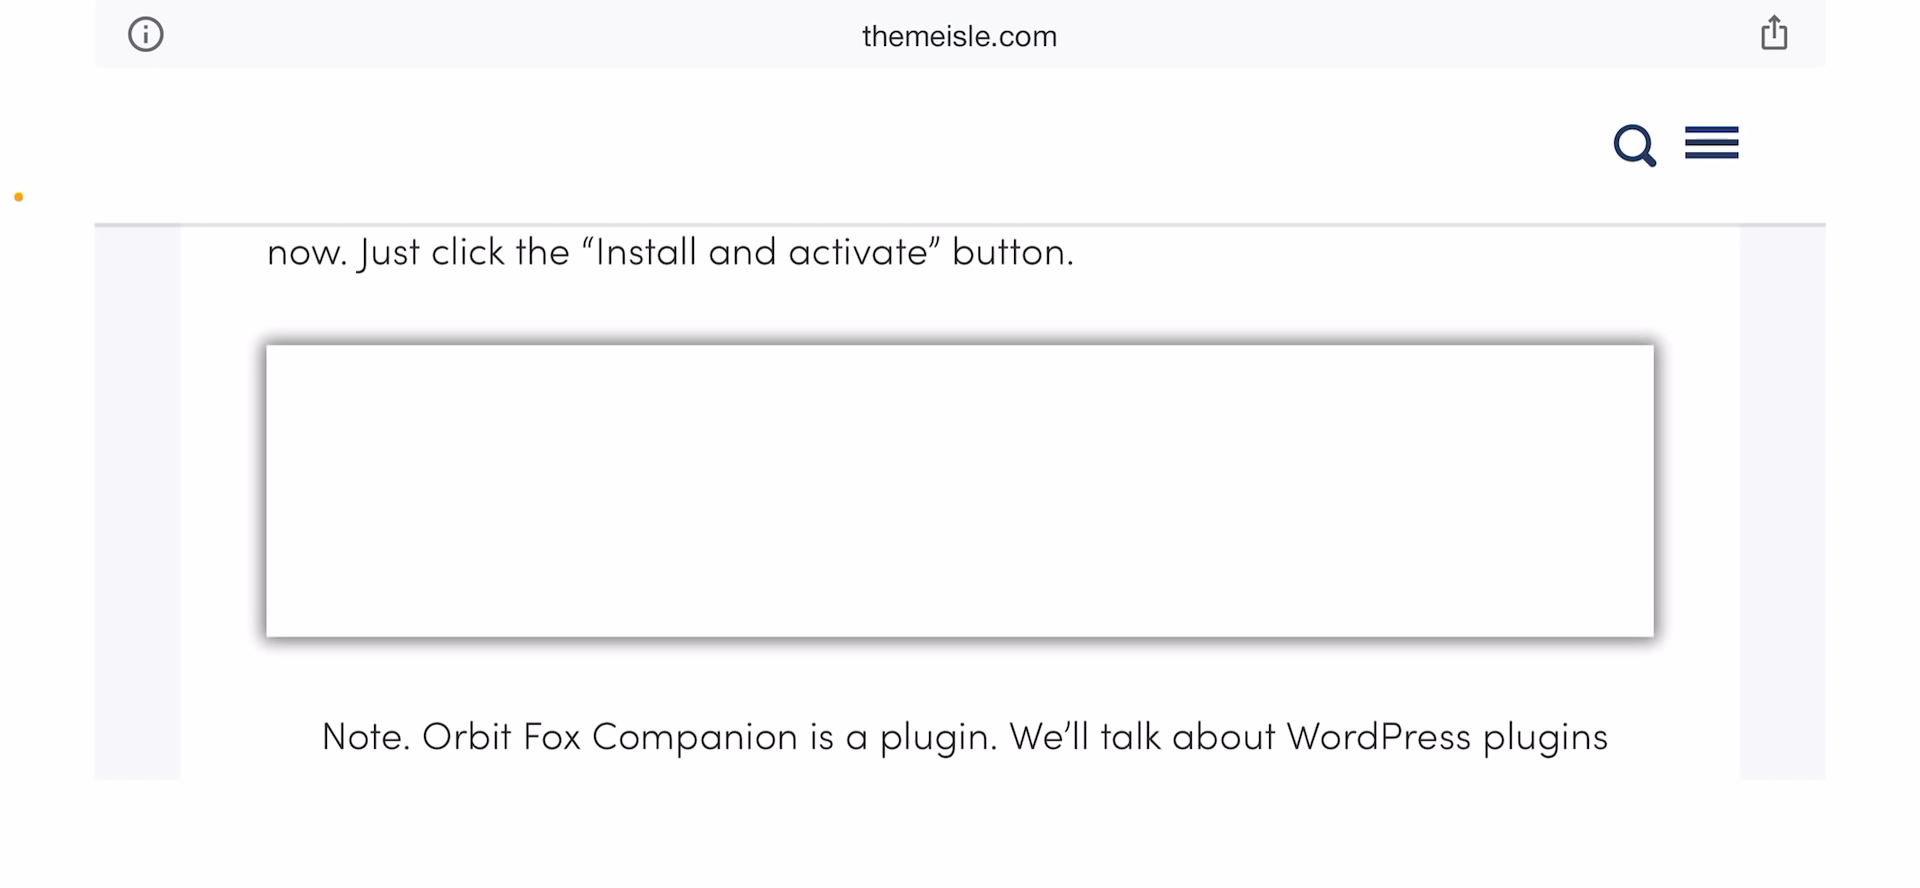 themeisle.com
now. Just click the “Install and activate” button.
Note. Orbit Fox Companion is a plugin. We’ll talk about WordPress plugins